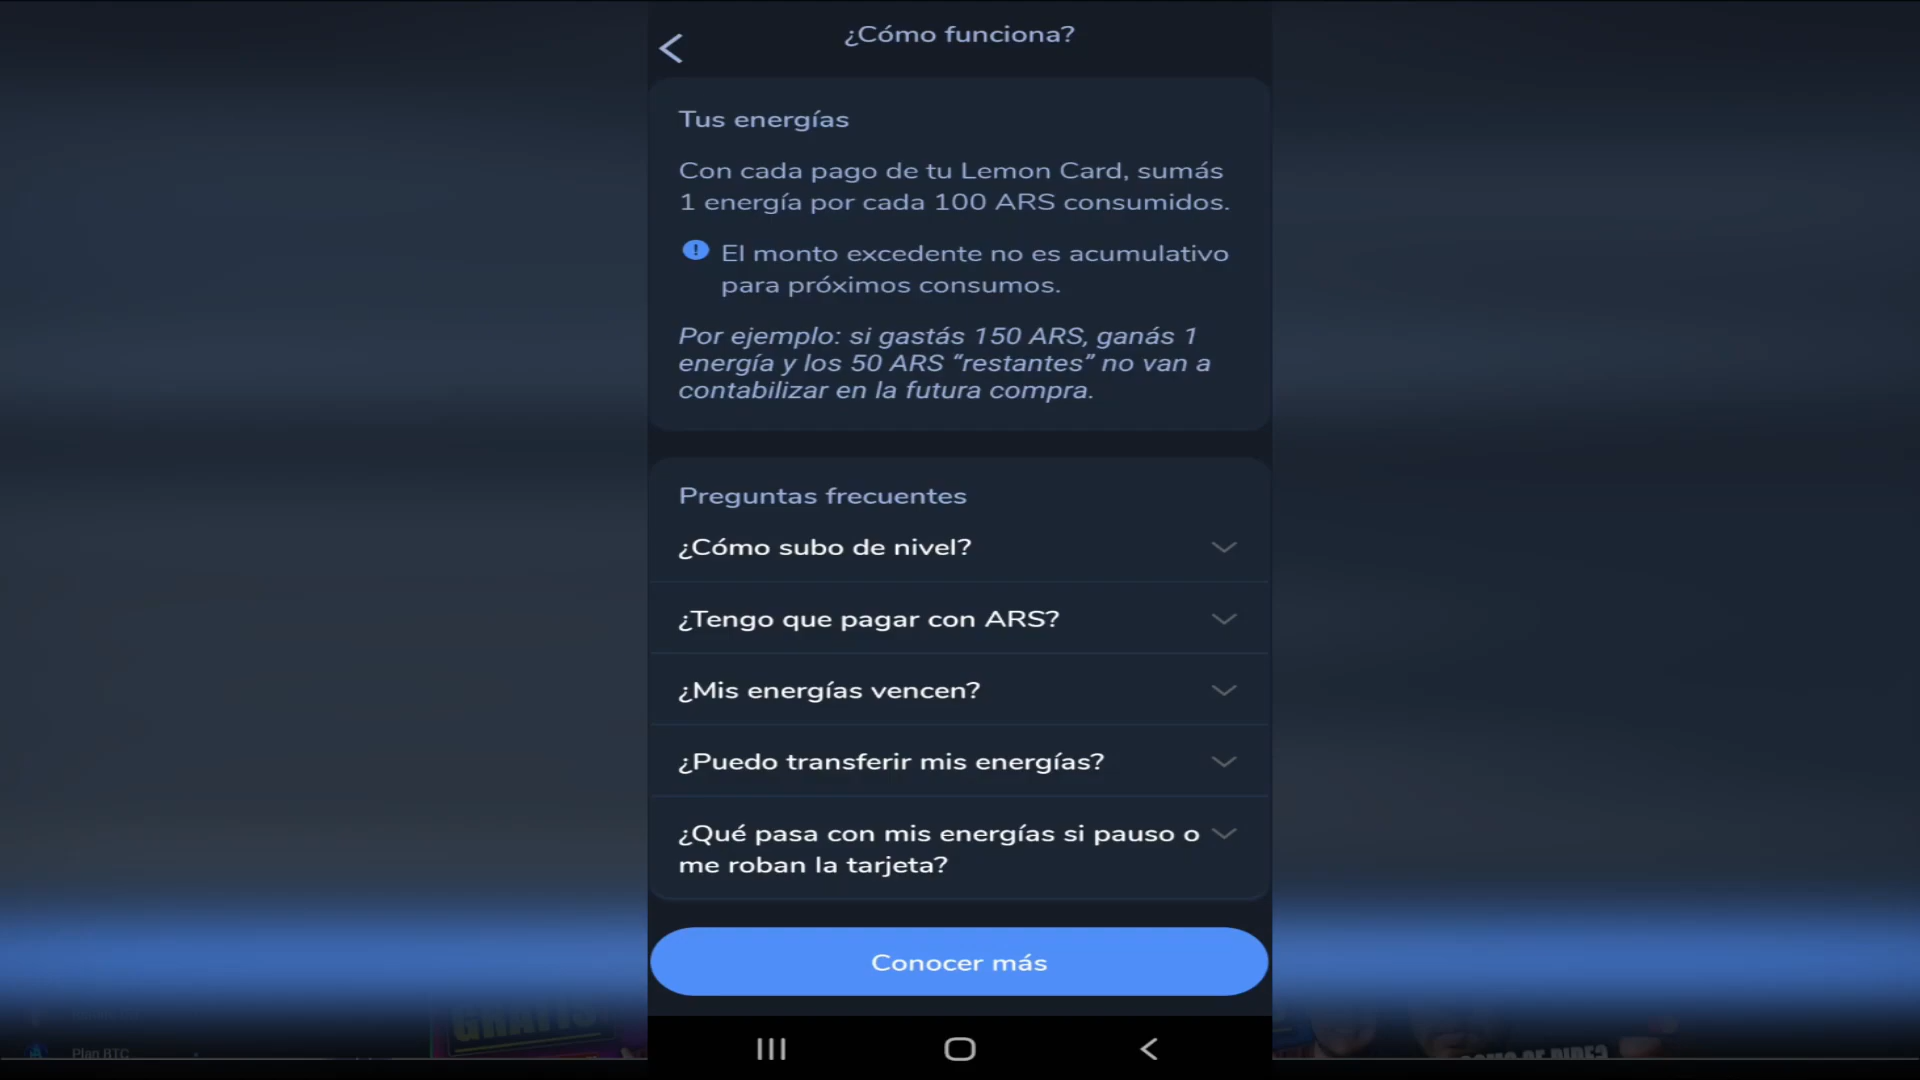 ¿Cómo funciona?
Tus energías
Con cada pago de tu Lemon Card, sumás
1 energía por cada 100 ARS consumidos.
El monto excedente no es acumulativo
para próximos consumos.
Por ejemplo: si gastás 150 ARS, ganás 1
energía y los 50 ARS “restantes” no van a
contabilizar en la futura compra.
Preguntas frecuentes
¿Cómo subo de nivel?
¿Tengo que pagar con ARS?
¿Mis energías vencen?
¿Puedo transferir mis energías?
¿Qué pasa con mis energías si pauso o
me roban la tarjeta?
Conocer más
GRATIS
Plan BTC